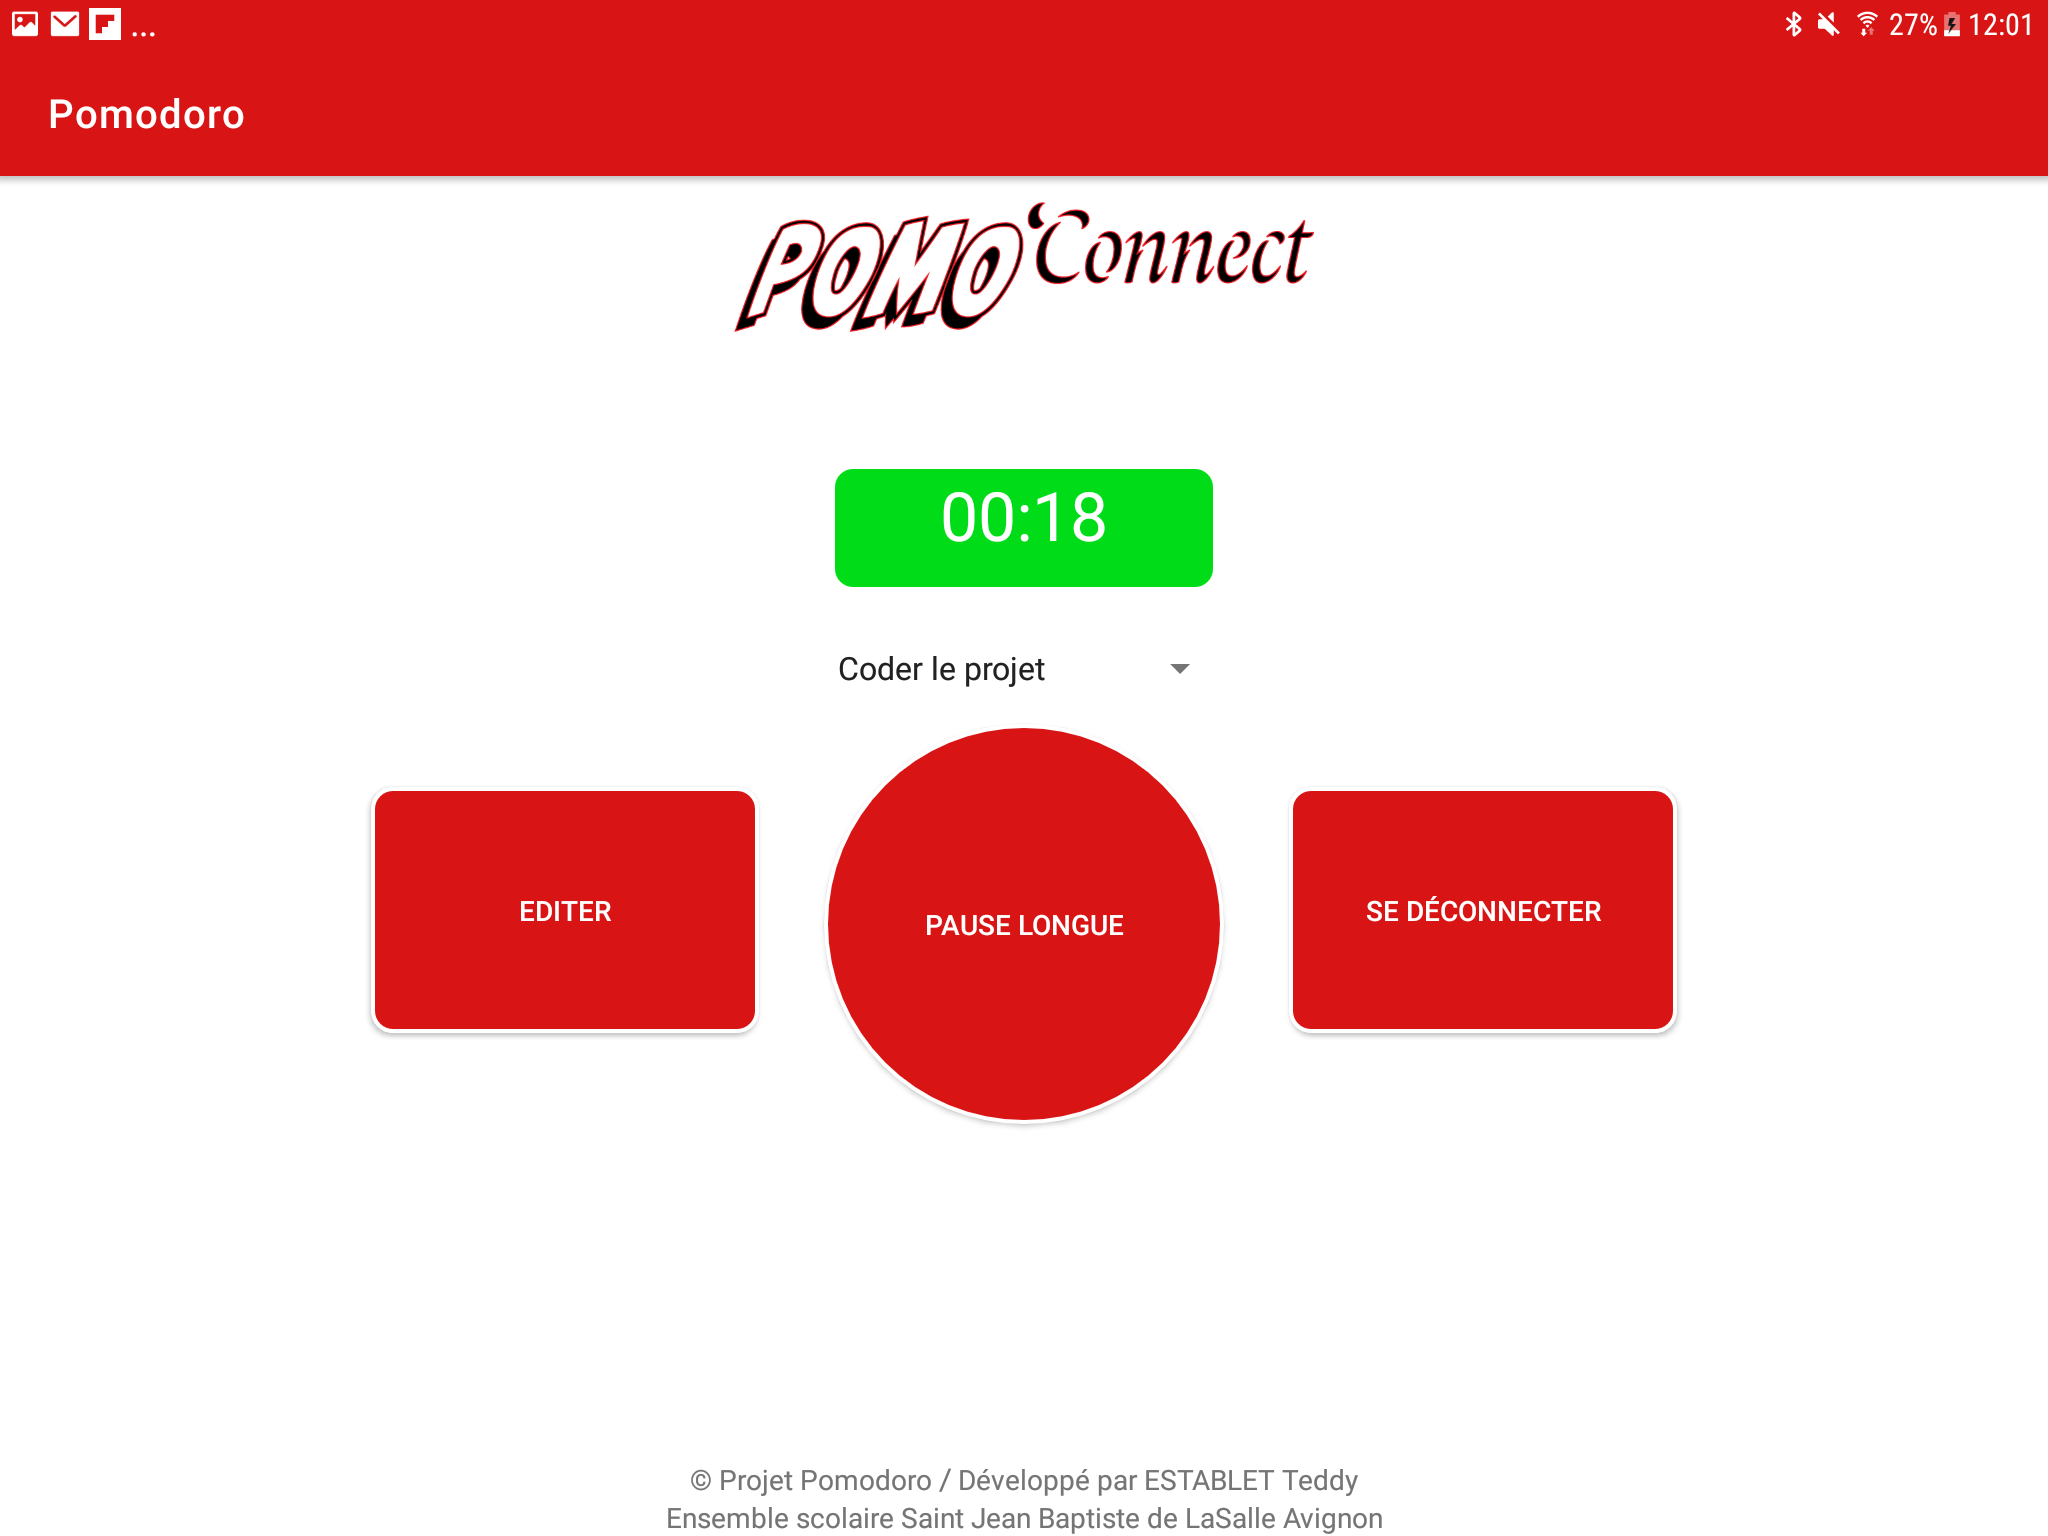 ... 27% 12:01
Pomodoro
POMO'Connect
00:18
Coder le projet
EDITER
PAUSE LONGUE
SE DÉCONNECTER
© Projet Pomodoro / Développé par ESTABLET Teddy
Ensemble scolaire Saint Jean Baptiste de LaSalle Avignon